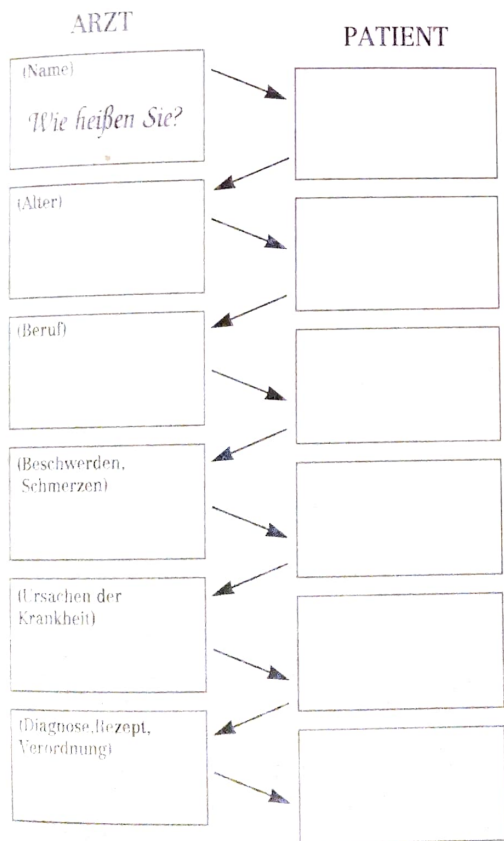 ARZT
PATIENT
(Name)
Wie heißen Sie?
(Alter)
(Beruf)
(Beschwerden,
Schmerzen)
(Ursachen der
Krankheit)
(Diagnose,Rezept,
Verordnung)